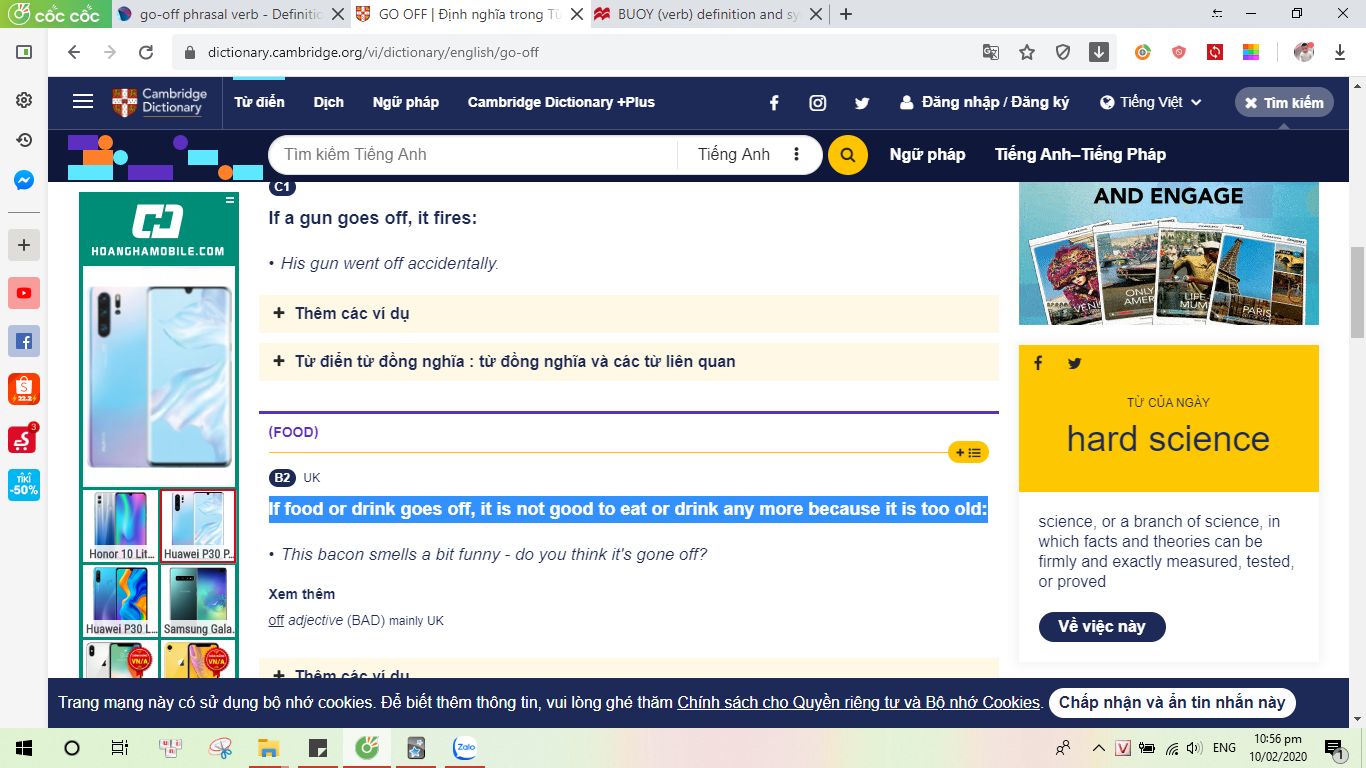 cốc cốc
go-off phrasal verb - Definitio
GO OFF | Định nghĩa trong Từ
BUOY (verb) definition and sy
dictionary.cambridge.org/vi/dictionary/english/go-off
Cambridge
Dictionary
Từ điển
Dịch
Ngữ pháp
Cambridge Dictionary +Plus
Đăng nhập / Đăng ký
Tiếng Việt
Tìm kiếm
Tìm kiếm Tiếng Anh
Tiếng Anh
Ngữ pháp
Tiếng Anh–Tiếng Pháp
C1
If a gun goes off, it fires:
• His gun went off accidentally.
+ Thêm các ví dụ
+ Từ điển từ đồng nghĩa : từ đồng nghĩa và các từ liên quan
(FOOD)
B2 UK
If food or drink goes off, it is not good to eat or drink any more because it is too old:
• This bacon smells a bit funny - do you think it's gone off?
Xem thêm
off adjective (BAD) mainly UK
+ Thêm các ví dụ
HOANGHAMOBILE.COM
Honor 10 Lit...
Huawei P30 P...
Huawei P30 L...
Samsung Gala.
VN/A
VN/A
3
TIKI
-50%
AND ENGAGE
PARIS
TỪ CỦA NGÀY
hard science
science, or a branch of science, in
which facts and theories can be
firmly and exactly measured, tested,
or proved
Về việc này
Trang mạng này có sử dụng bộ nhớ cookies. Để biết thêm thông tin, vui lòng ghé thăm Chính sách cho Quyền riêng tư và Bộ nhớ Cookies.
Chấp nhận và ẩn tin nhắn này
Zalo
V
ENG
10:56 pm
10/02/2020
1